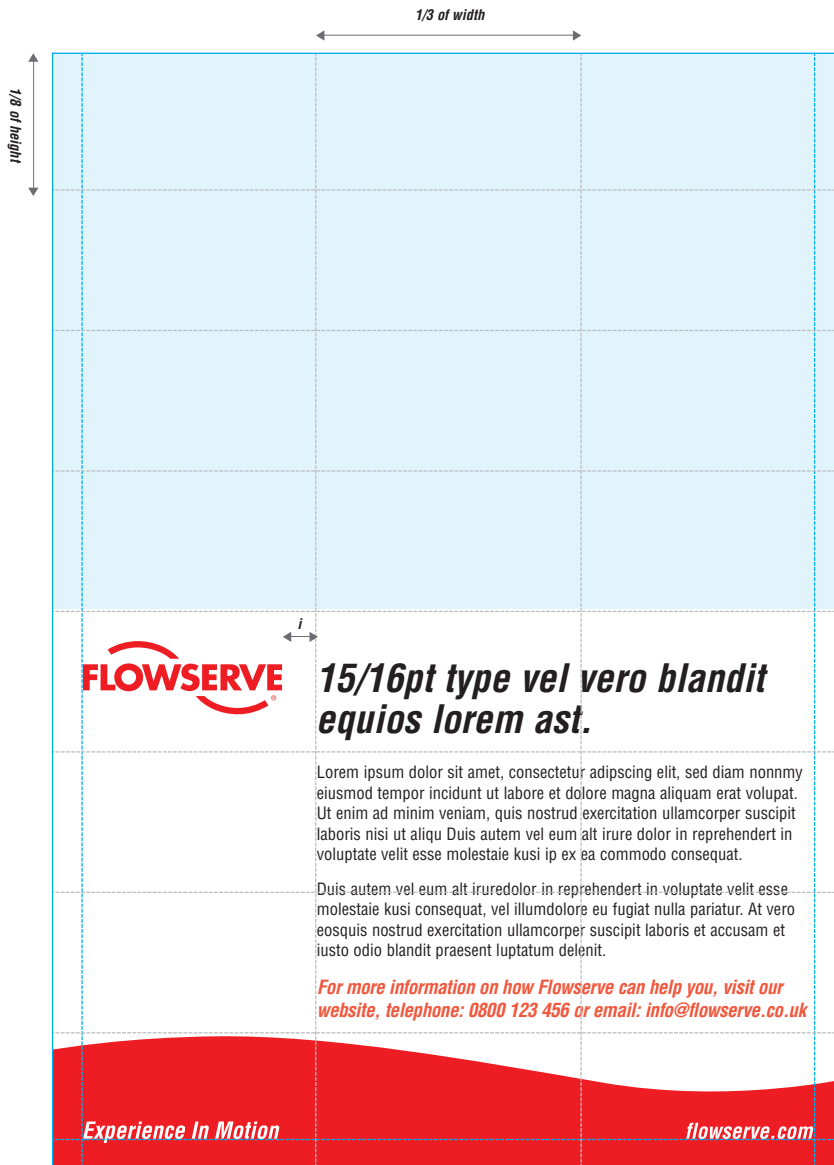 1/3 of width
1/8 of height
i
FLOWSERVE
®
15/16pt type vel vero blandit
equios lorem ast.
Lorem ipsum dolor sit amet, consectetur adipscing elit, sed diam nonnmy
eiusmod tempor incidunt ut labore et dolore magna aliquam erat volupat.
Ut enim ad minim veniam, quis nostrud exercitation ullamcorper suscipit
laboris nisi ut aliqu Duis autem vel eum alt irure dolor in reprehendert in
voluptate velit esse molestaie kusi ip ex ea commodo consequat.
Duis autem vel eum alt iruredolor in reprehendert in voluptate velit esse
molestaie kusi consequat, vel illumdolore eu fugiat nulla pariatur. At vero
eosquis nostrud exercitation ullamcorper suscipit laboris et accusam et
iusto odio blandit praesent luptatum delenit.
For more information on how Flowserve can help you, visit our
website, telephone: 0800 123 456 or email: info@flowserve.co.uk
Experience In Motion
flowserve.com